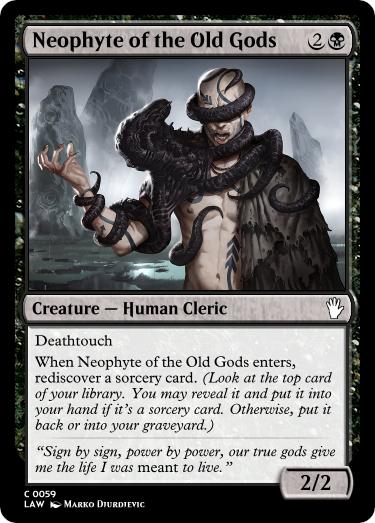 Neophyte of the Old Gods 2
Creature — Human Cleric
Deathtouch
When Neophyte of the Old Gods enters,
rediscover a sorcery card. (Look at the top card
of your library. You may reveal it and put it into
your hand if it's a sorcery card. Otherwise, put it
back or into your graveyard.)
"Sign by sign, power by power, our true gods give
me the life I was meant to live."
2/2
C 0059
LAW Marko Djurdjevic